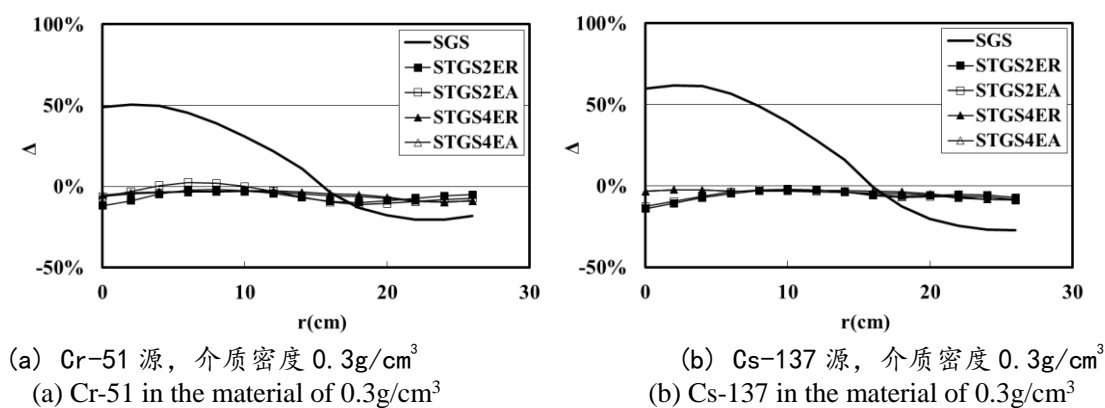 100%
50%
0%
-50%
Δ
0
10
20
30
r(cm)
SGS
STGS2ER
STGS2EA
STGS4ER
STGS4EA
(a) Cr-51 源，介质密度 0.3g/cm³
(a) Cr-51 in the material of 0.3g/cm³
100%
50%
0%
-50%
Δ
0
10
20
30
r(cm)
SGS
STGS2ER
STGS2EA
STGS4ER
STGS4EA
(b) Cs-137 源，介质密度 0.3g/cm³
(b) Cs-137 in the material of 0.3g/cm³